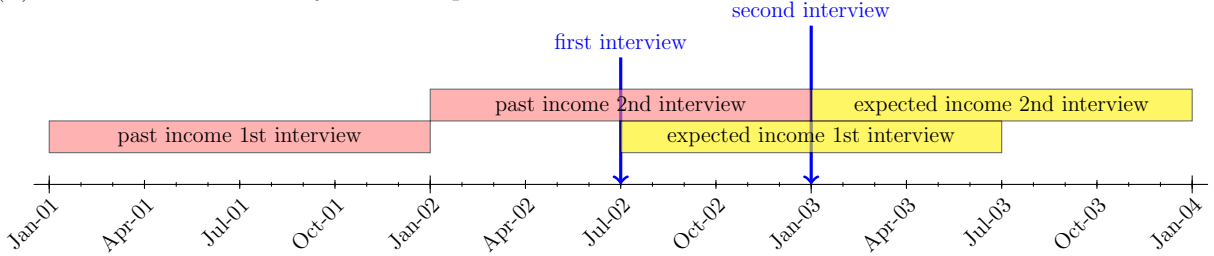 second interview
first interview
past income 2nd interview
expected income 2nd interview
past income 1st interview
expected income 1st interview
Jan-01
Apr-01
Jul-01
Oct-01
Jan-02
Apr-02
Jul-02
Oct-02
Jan-03
Apr-03
Jul-03
Oct-03
Jan-04